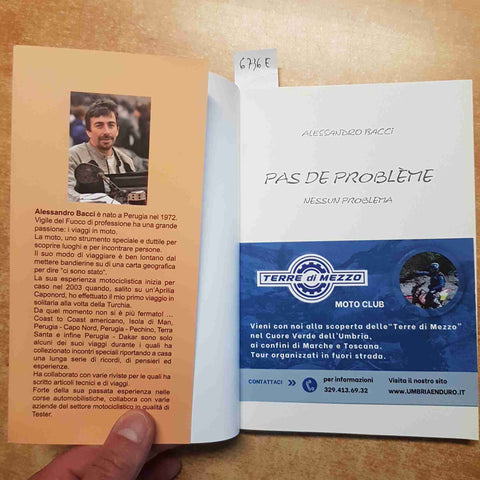 Alessandro Bacci è nato a Perugia nel 1972.
Vigile del Fuoco di professione ha una grande
passione: i viaggi in moto.
La moto, uno strumento speciale e duttile per
scoprire luoghi e per incontrare persone.
Il suo modo di viaggiare è ben lontano dal
mettere bandierine su di una carta geografica
per dire "ci sono stato".
La sua esperienza motociclistica inizia per
caso nel 2003 quando, salito su un'Aprilia
Caponord, ho effettuato il mio primo viaggio in
solitaria alla volta della Turchia.
Da quel momento non si è più fermato! ...
Coast to Coast americano, Isola di Man,
Perugia - Capo Nord, Perugia - Pechino, Terra
Santa e infine Perugia - Dakar sono solo
alcuni dei suoi viaggi durante i quali ha
collezionato incontri speciali riportando a casa
una lunga serie di ricordi, di pensieri ed
esperienze.
Ha collaborato con varie riviste per le quali ha
scritto articoli tecnici e di viaggi.
Forte della sua passata esperienza nelle
corse automobilistiche, collabora con varie
aziende del settore motociclistico in qualità di
Tester.
6736 E
ALESSANDRO BACCI
PAS DE PROBLÈME
NESSUN PROBLEMA
TERRE di MEZZO
MOTO CLUB
Vieni con noi alla scoperta delle"Terre di Mezzo"
nel Cuore Verde dell'Umbria,
ai confini di Marche e Toscana.
Tour organizzati in fuori strada.
CONTATTACI > per informazioni Visita il nostro sito
329.413.69.32 www.UMBRIAENDURO.IT